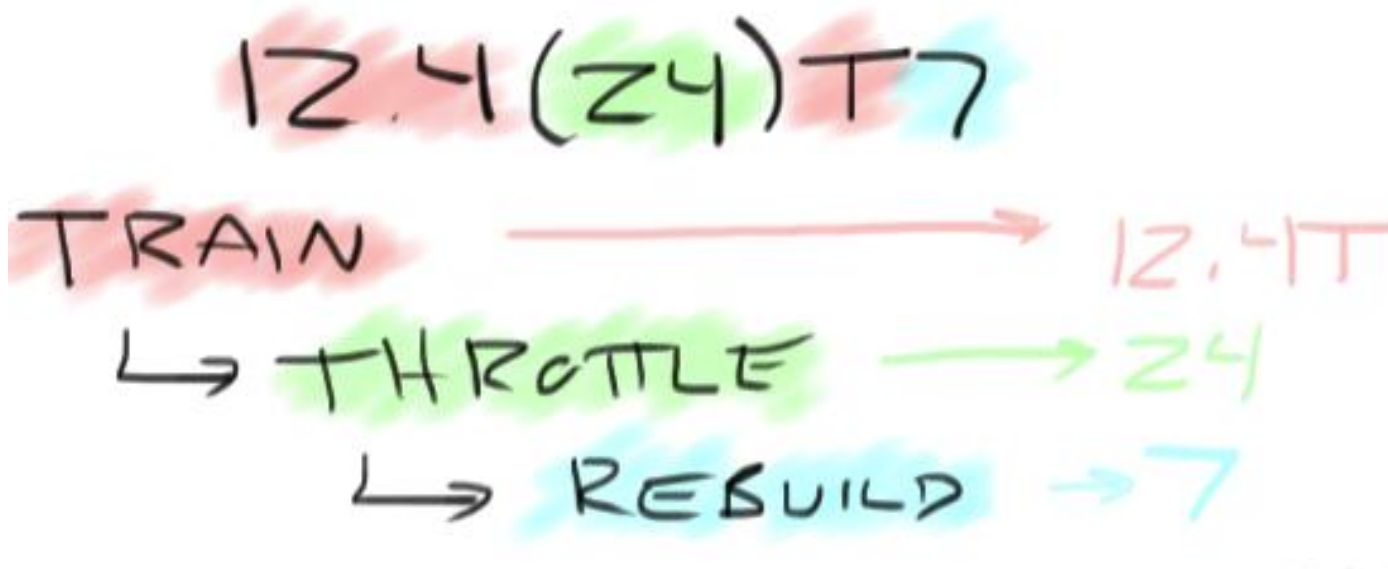 12.4(24)T7
TRAIN → 12.4T
↳ THROTTLE → 24
↳ REBUILD → 7